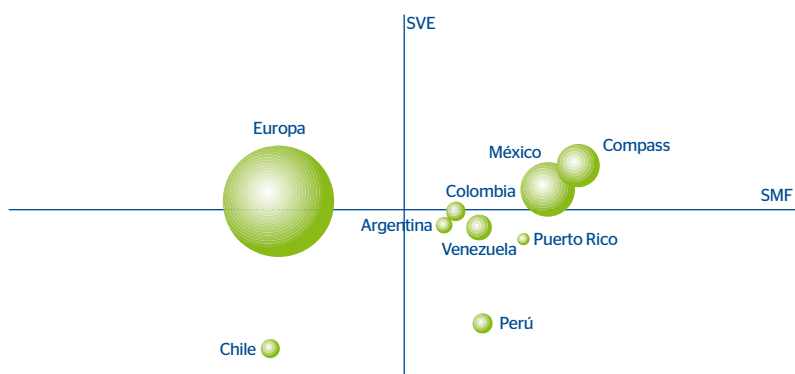 SVE
Europa
Compass
México
Colombia
SMF
Argentina
Venezuela
Puerto Rico
Perú
Chile